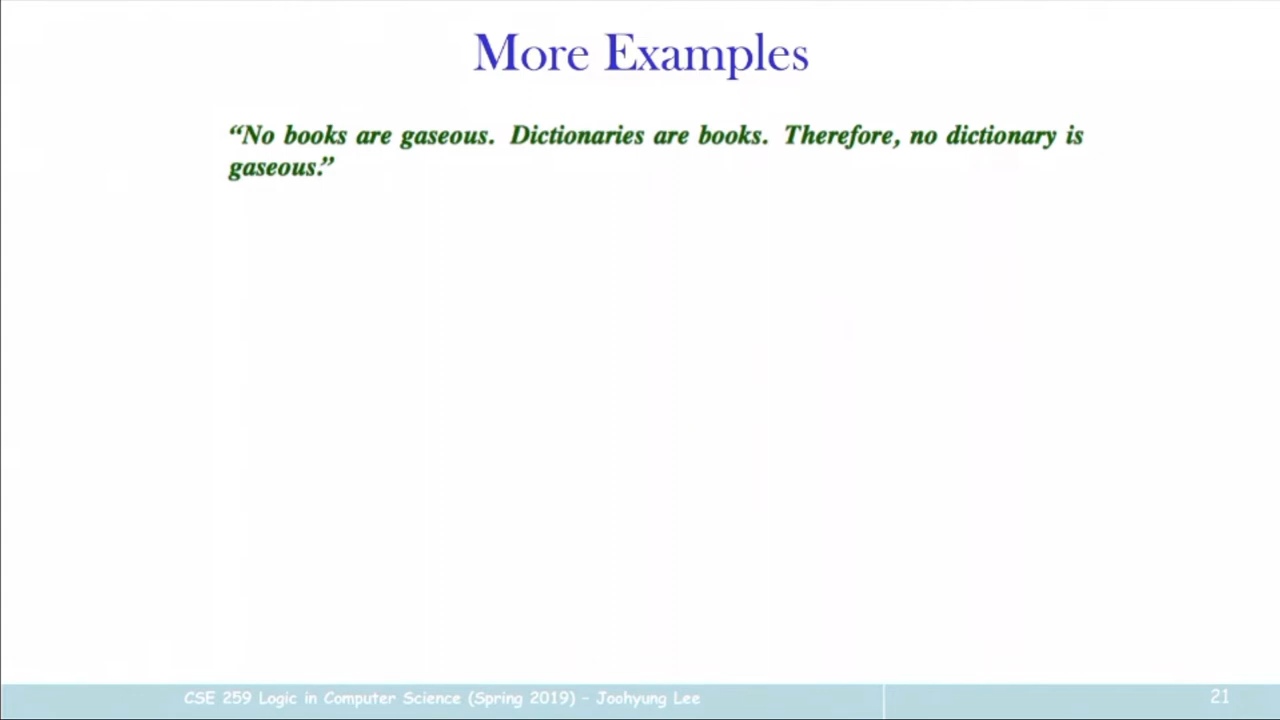 More Examples
“No books are gaseous. Dictionaries are books. Therefore, no dictionary is
gaseous.”
CSE 259 Logic in Computer Science (Spring 2019) – Joohyung Lee
21